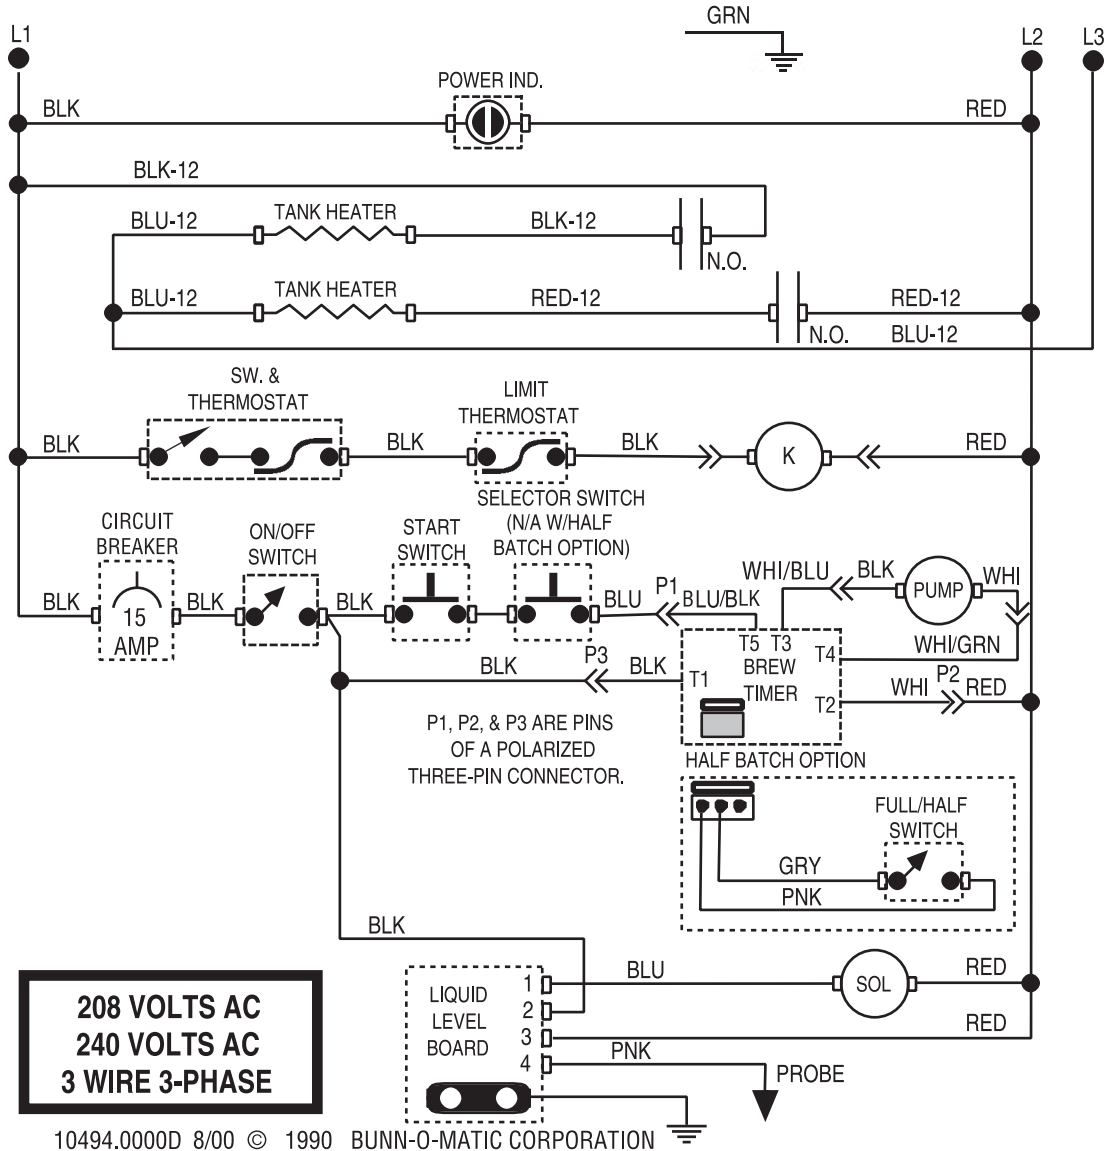 GRN
L1
L2
L3
POWER IND.
BLK
RED
BLK-12
BLU-12
TANK HEATER
BLK-12
N.O.
BLU-12
TANK HEATER
RED-12
RED-12
N.O.
BLU-12
SW. &
THERMOSTAT
LIMIT
THERMOSTAT
BLK
BLK
BLK
K
RED
SELECTOR SWITCH
(N/A W/HALF
BATCH OPTION)
CIRCUIT
BREAKER
ON/OFF
SWITCH
START
SWITCH
BLK
15
AMP
BLK
BLK
BLU
P1
BLU/BLK
WHI/BLU
BLK
PUMP
WHI
WHI/GRN
T5 T3
T4
BREW
TIMER
T1
T2
BLK
P3
BLK
WHI
P2
RED
P1, P2, & P3 ARE PINS
OF A POLARIZED
THREE-PIN CONNECTOR.
HALF BATCH OPTION
FULL/HALF
SWITCH
GRY
PNK
BLK
LIQUID
LEVEL
BOARD
1
2
3
4
BLU
SOL
RED
RED
PNK
PROBE
208 VOLTS AC
240 VOLTS AC
3 WIRE 3-PHASE
10494.0000D 8/00 © 1990 BUNN-O-MATIC CORPORATION